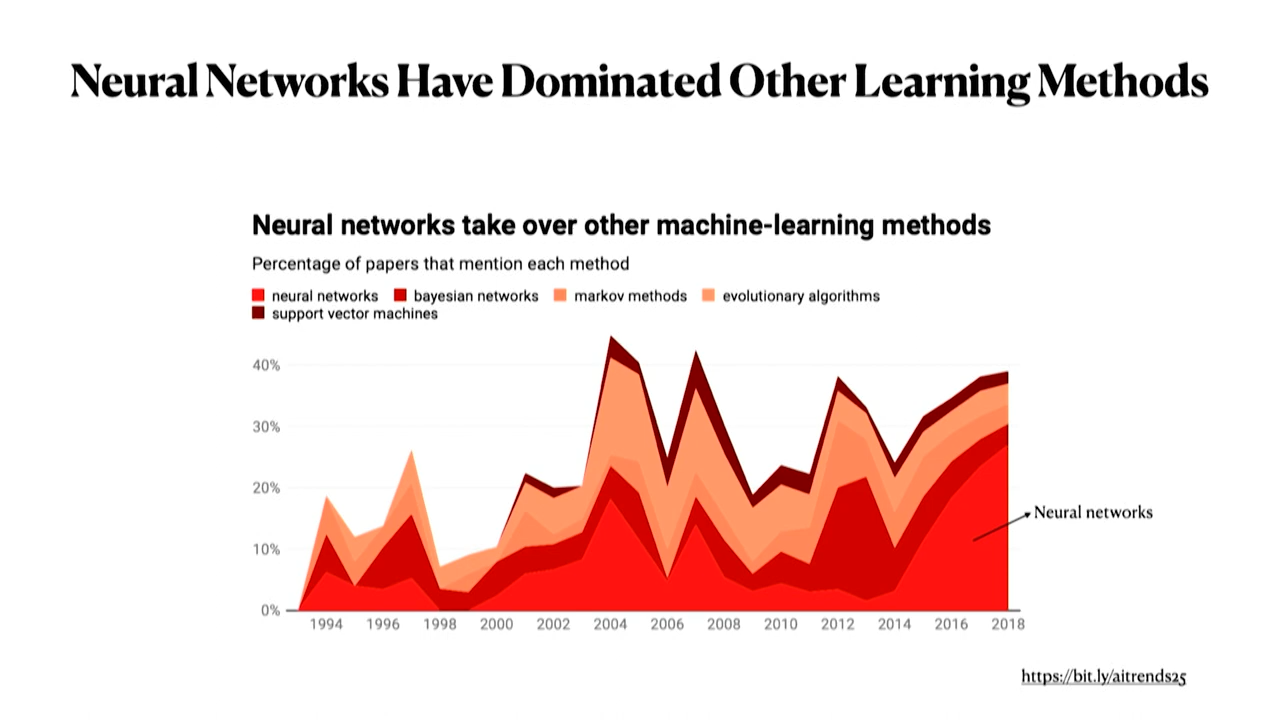 Neural Networks Have Dominated Other Learning Methods
Neural networks take over other machine-learning methods
Percentage of papers that mention each method
neural networks bayesian networks markov methods evolutionary algorithms
support vector machines
40%
30%
20%
10%
0%
1994 1996 1998 2000 2002 2004 2006 2008 2010 2012 2014 2016 2018
Neural networks
https://bit.ly/aitrends25